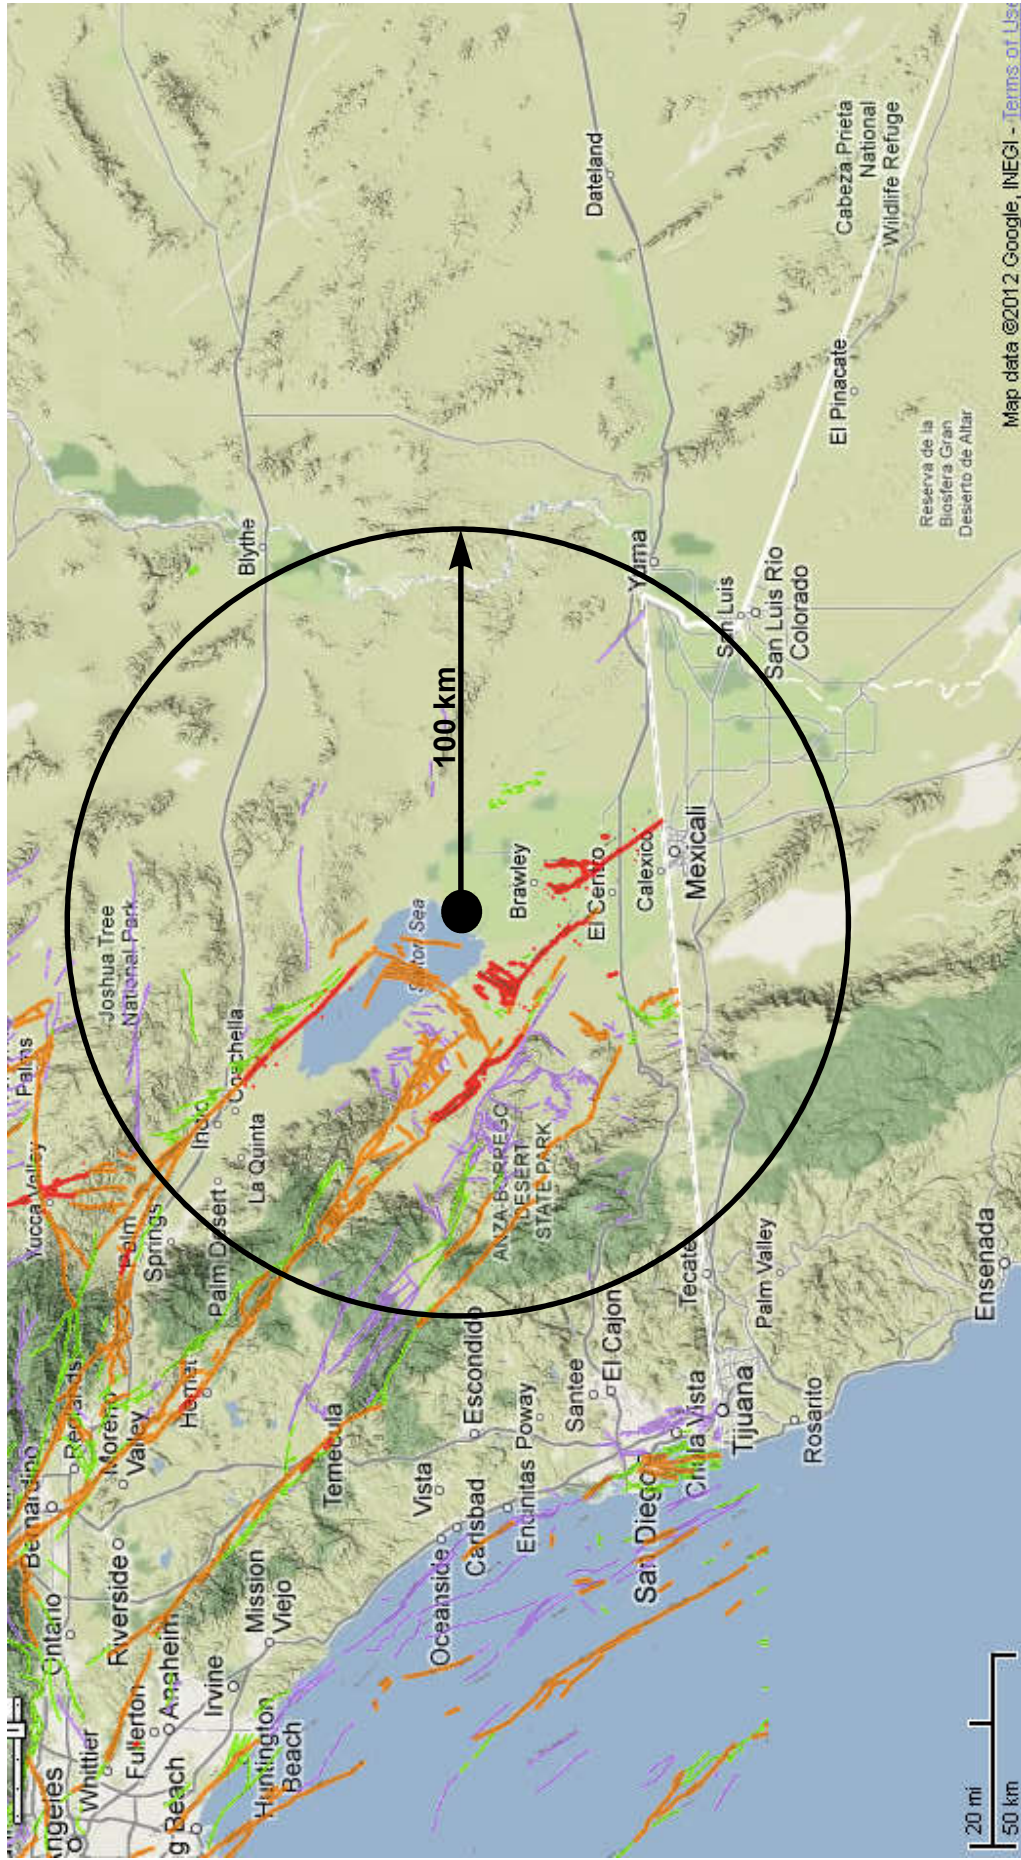 Angeles
Whittier
Fullerton
Anaheim
g Beach
Huntington
Beach
Irvine
Ontario
Riverside
Mission
Viejo
Bernardino
Redlands
Moreno
Valley
Hemet
Temecula
Yucca Valley
Palms
Palm
Springs
Palm Desert
La Quinta
Indio
Coachella
Joshua Tree
National Park
Blythe
Oceanside
Vista
Carlsbad
Escondido
Encinitas
Poway
Santee
El Cajon
San Diego
Chula Vista
Tijuana
Rosarito
Tecate
Palm Valley
Ensenada
ANZA BORREGO
DESERT
STATE PARK
Salton Sea
100 km
Brawley
El Centro
Calexico
Mexicali
Yuma
San Luis
San Luis Rio
Colorado
Dateland
El Pinacate
Reserva de la
Biosfera Gran
Desierto de Altar
Cabeza Prieta
National
Wildlife Refuge
20 mi
50 km
Map data ©2012 Google, INEGI - Terms of Use